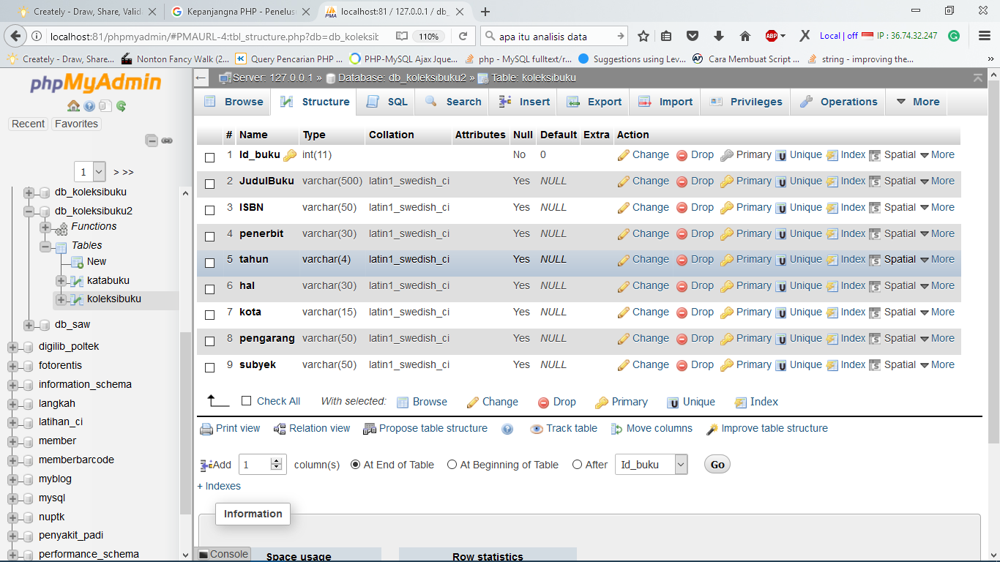 Creately - Draw, Share, Valid
Kepanjangna PHP - Penelus
localhost:81 / 127.0.0.1 / db_
localhost:81/phpmyadmin/#PMAURL-4:tbl_structure.php?db=db_koleksib
110%
apa itu analisis data
ABP
Local | off
IP : 36.74.32.247
Creately - Draw, Share...
Nonton Fancy Walk (2...
Query Pencarian PHP ...
PHP-MySQL Ajax Jque...
php - MySQL fulltext/r...
Suggestions using Lev...
Cara Membuat Script ...
string - improving the...
phpMyAdmin
Recent
Favorites
1
> >>
db_koleksibuku
db_koleksibuku2
Functions
Tables
New
katabuku
koleksibuku
db_saw
digilib_poltek
fotorentis
information_schema
langkah
latihan_ci
member
memberbarcode
myblog
mysql
nuptk
penyakit_padi
performance_schema
Server: 127.0.0.1 » Database: db_koleksibuku2 » Table: koleksibuku
Browse Structure SQL Search Insert Export Import Privileges Operations More
# Name Type Collation Attributes Null Default Extra Action
1 Id_buku int(11) No 0 Change Drop Primary Unique Index Spatial More
2 JudulBuku varchar(500) latin1_swedish_ci Yes NULL Change Drop Primary Unique Index Spatial More
3 ISBN varchar(50) latin1_swedish_ci Yes NULL Change Drop Primary Unique Index Spatial More
4 penerbit varchar(30) latin1_swedish_ci Yes NULL Change Drop Primary Unique Index Spatial More
5 tahun varchar(4) latin1_swedish_ci Yes NULL Change Drop Primary Unique Index Spatial More
6 hal varchar(30) latin1_swedish_ci Yes NULL Change Drop Primary Unique Index Spatial More
7 kota varchar(15) latin1_swedish_ci Yes NULL Change Drop Primary Unique Index Spatial More
8 pengarang varchar(50) latin1_swedish_ci Yes NULL Change Drop Primary Unique Index Spatial More
9 subyek varchar(50) latin1_swedish_ci Yes NULL Change Drop Primary Unique Index Spatial More
Check All With selected: Browse Change Drop Primary Unique Index
Print view Relation view Propose table structure Track table Move columns Improve table structure
Add 1 column(s) At End of Table At Beginning of Table After Id_buku Go
+ Indexes
Information
Console
Space usage
Row statistics